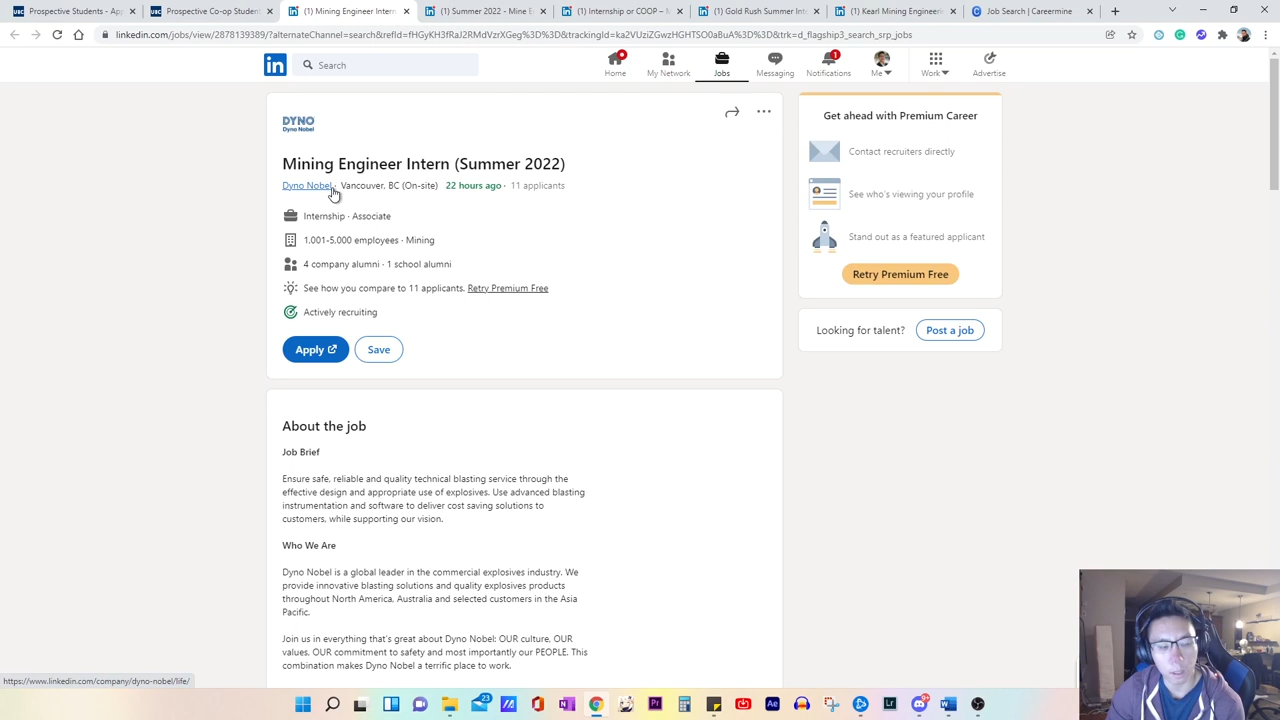 Prospective Students - App
Prospective Co-op Student
(1) Mining Engineer Intern
(1) Summer 2022 - Mine E
(1) Internship or COOP – M
(1) Gold Rush Summer Inte
(1) Kearl Mining Engineerin
Job Search | Careermine
linkedin.com/jobs/view/2878139389/?alternateChannel=search&refId=fHGyKH3fRaJ2RMdVzrXGeg%3D%3D&trackingId=ka2VUziZGwzHGHTSO0aBuA%3D%3D&trk=d_flagship3_search_srp_jobs
in
Search
Home
My Network
Jobs
Messaging
1
Notifications
Me
Work
Advertise
DYNO
Dyno Nobel
Mining Engineer Intern (Summer 2022)
Dyno Nobel · Vancouver, BC (On-site) 22 hours ago · 11 applicants
Internship · Associate
1,001-5,000 employees · Mining
4 company alumni · 1 school alumni
See how you compare to 11 applicants. Retry Premium Free
Actively recruiting
Apply
Save
Get ahead with Premium Career
Contact recruiters directly
See who's viewing your profile
Stand out as a featured applicant
Retry Premium Free
Looking for talent?
Post a job
About the job
Job Brief
Ensure safe, reliable and quality technical blasting service through the
effective design and appropriate use of explosives. Use advanced blasting
instrumentation and software to deliver cost saving solutions to
customers, while supporting our vision.
Who We Are
Dyno Nobel is a global leader in the commercial explosives industry. We
provide innovative blasting solutions and quality explosives products
throughout North America, Australia and selected customers in the Asia
Pacific.
Join us in everything that's great about Dyno Nobel: OUR culture, OUR
values, OUR commitment to safety and most importantly our PEOPLE. This
combination makes Dyno Nobel a terrific place to work.
https://www.linkedin.com/company/dyno-nobel/life/